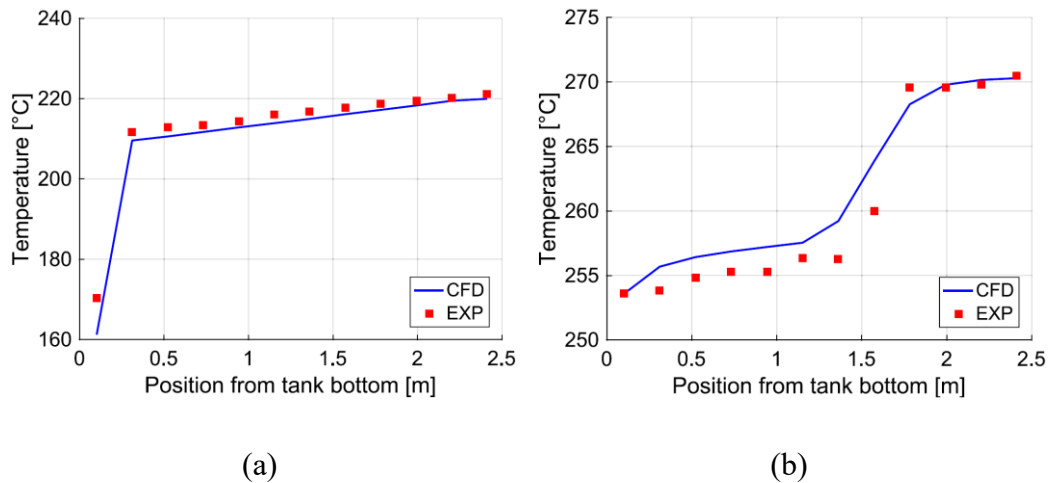 240
220
200
180
160
0
0.5
1
1.5
2
2.5
Temperature [°C]
Position from tank bottom [m]
CFD
EXP
(a)
275
270
265
260
255
250
0
0.5
1
1.5
2
2.5
Temperature [°C]
Position from tank bottom [m]
CFD
EXP
(b)